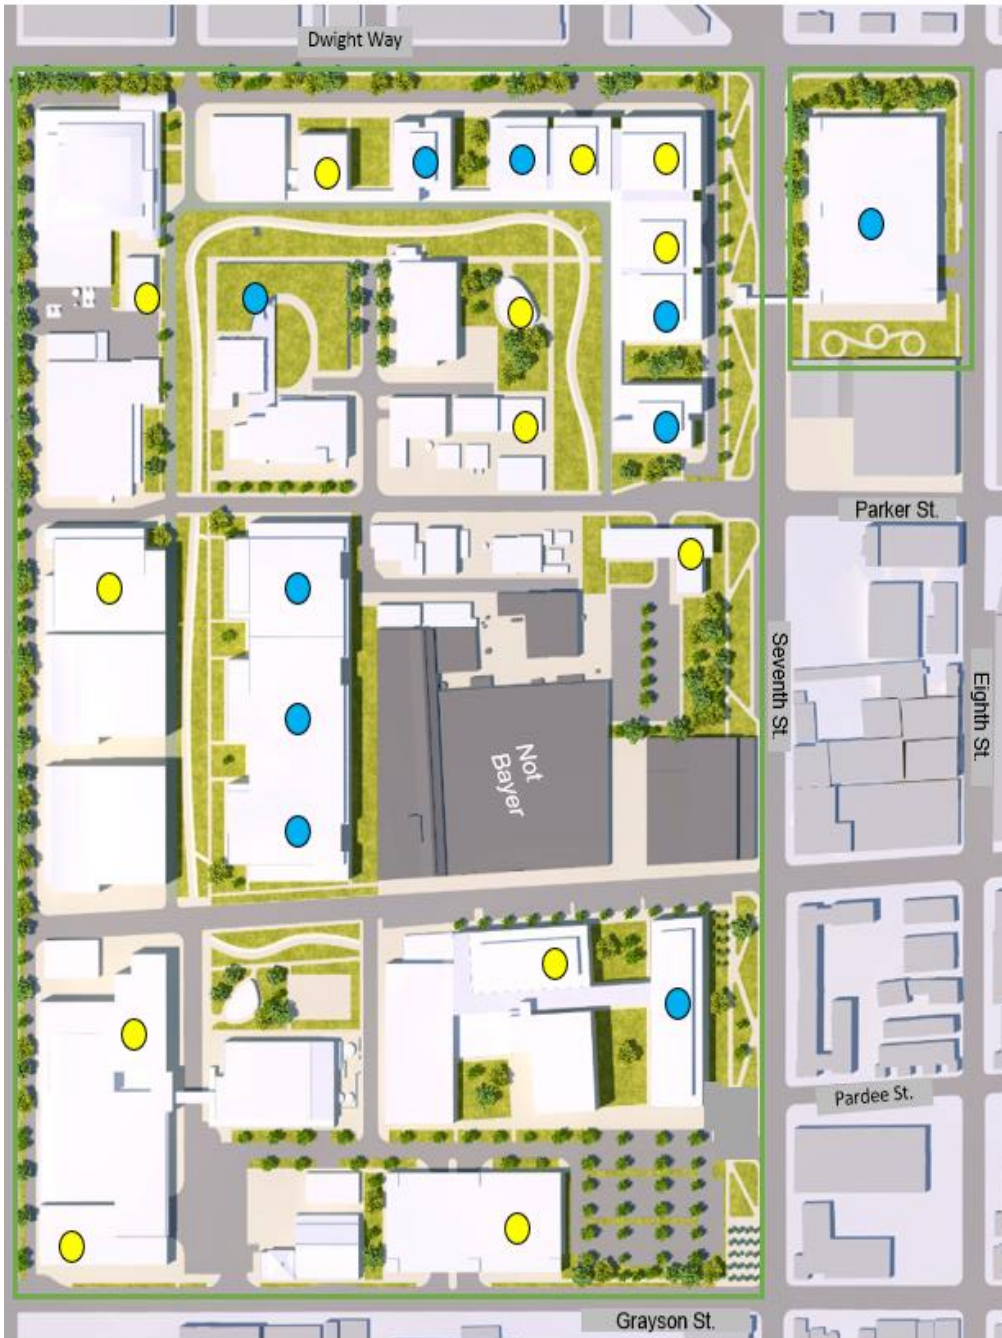 Dwight Way
Parker St.
Seventh St.
Eighth St.
Not
Bayer
Pardee St.
Grayson St.